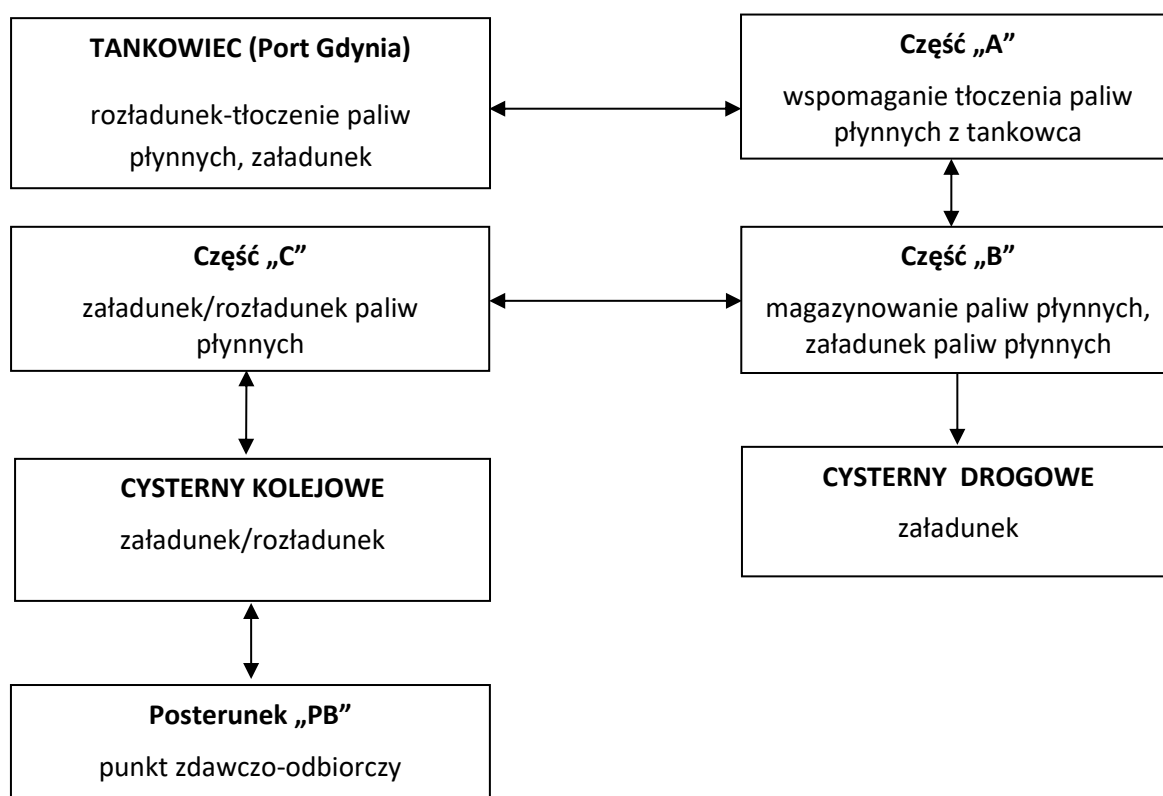 TANKOWIEC (Port Gdynia)
rozładunek-tłoczenie paliw
płynnych, załadunek
Część „A”
wspomaganie tłoczenia paliw
płynnych z tankowca
Część „C”
załadunek/rozładunek paliw
płynnych
Część „B”
magazynowanie paliw płynnych,
załadunek paliw płynnych
CYSTERNY KOLEJOWE
załadunek/rozładunek
CYSTERNY DROGOWE
załadunek
Posterunek „PB”
punkt zdawczo-odbiorczy